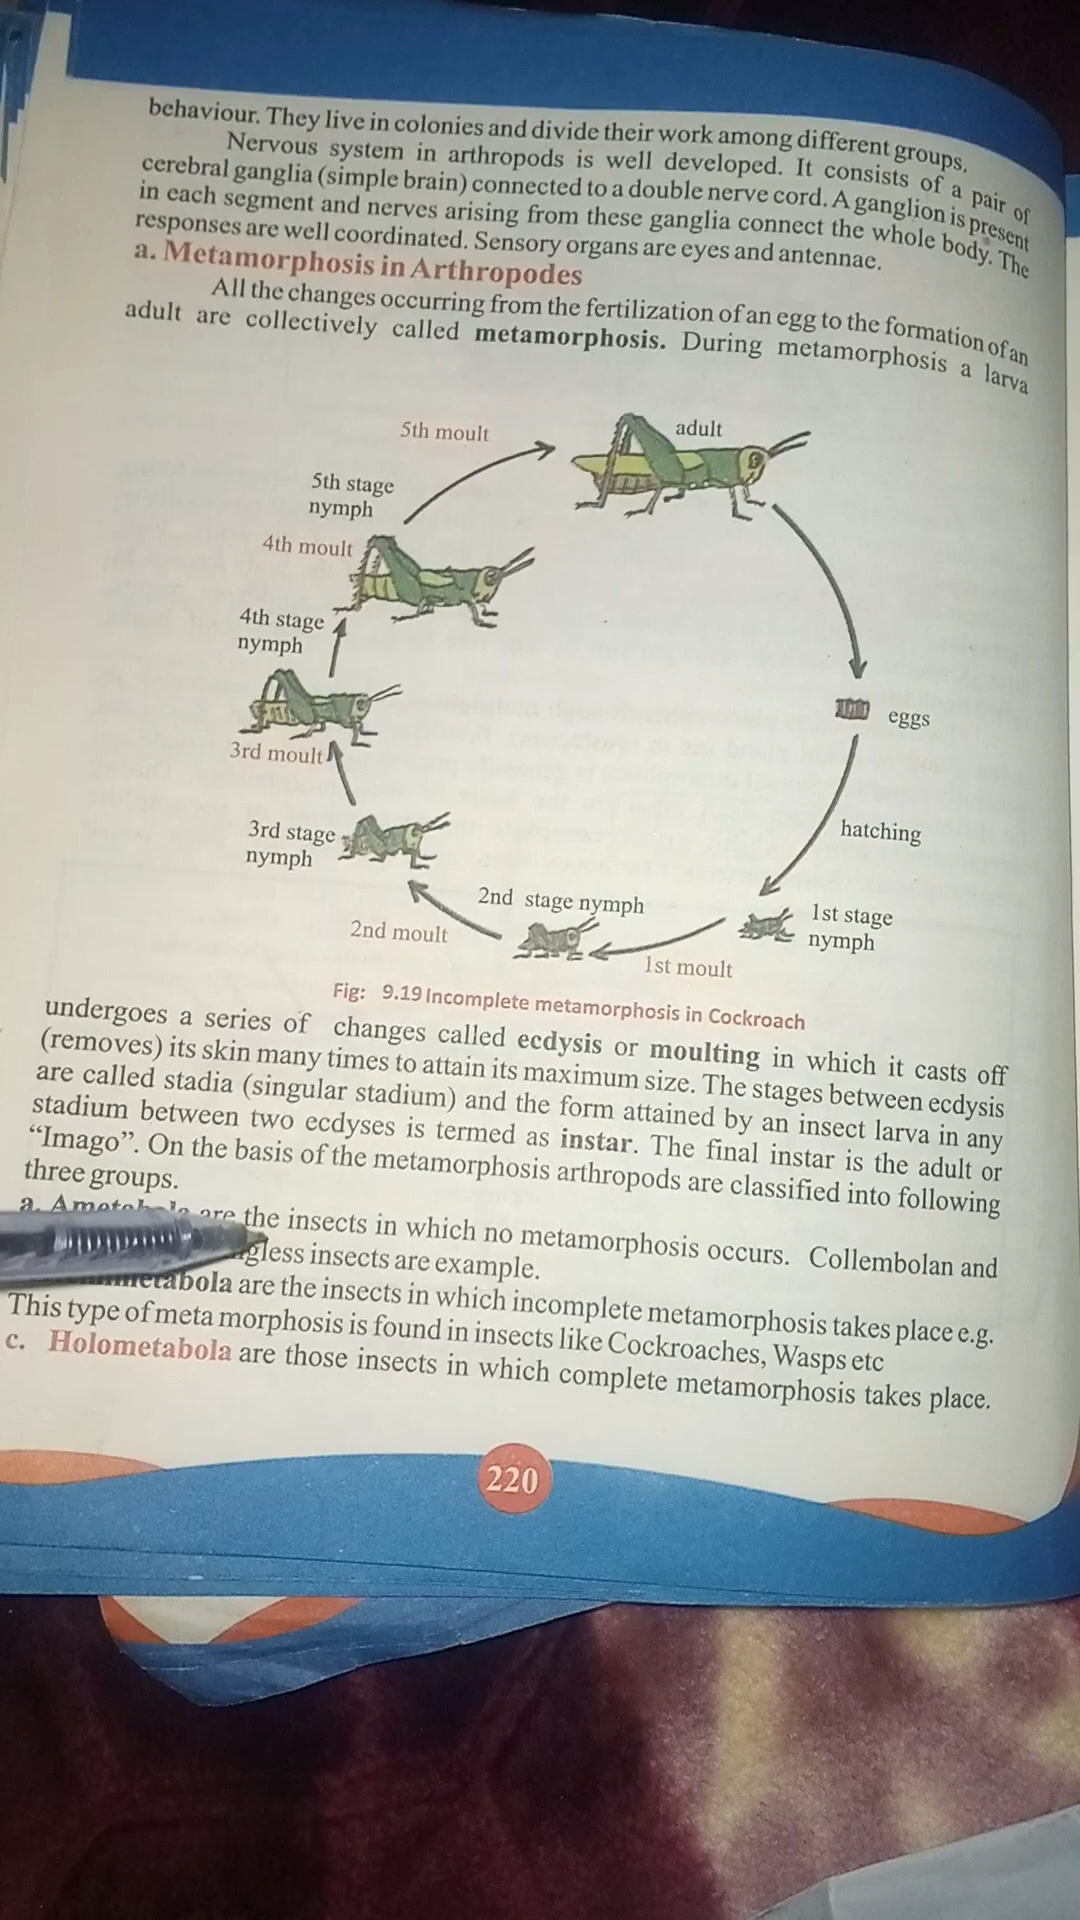 behaviour. They live in colonies and divide their work among different groups.
Nervous system in arthropods is well developed. It consists of a pair of
cerebral ganglia (simple brain) connected to a double nerve cord. A ganglion is present
in each segment and nerves arising from these ganglia connect the whole body. The
responses are well coordinated. Sensory organs are eyes and antennae.
a. Metamorphosis in Arthropodes
All the changes occurring from the fertilization of an egg to the formation of an
adult are collectively called metamorphosis. During metamorphosis a larva
adult
5th moult
5th stage
nymph
4th moult
4th stage
nymph
eggs
3rd moult
hatching
3rd stage
nymph
2nd stage nymph
1st stage
nymph
2nd moult
1st moult
Fig: 9.19 Incomplete metamorphosis in Cockroach
undergoes a series of changes called ecdysis or moulting in which it casts off
(removes) its skin many times to attain its maximum size. The stages between ecdysis
are called stadia (singular stadium) and the form attained by an insect larva in any
stadium between two ecdyses is termed as instar. The final instar is the adult or
“Imago”. On the basis of the metamorphosis arthropods are classified into following
three groups.
a. are the insects in which no metamorphosis occurs. Collembolan and
insects are example.
are the insects in which incomplete metamorphosis takes place e.g.
This type of meta morphosis is found in insects like Cockroaches, Wasps etc
c. Holometabola are those insects in which complete metamorphosis takes place.
220